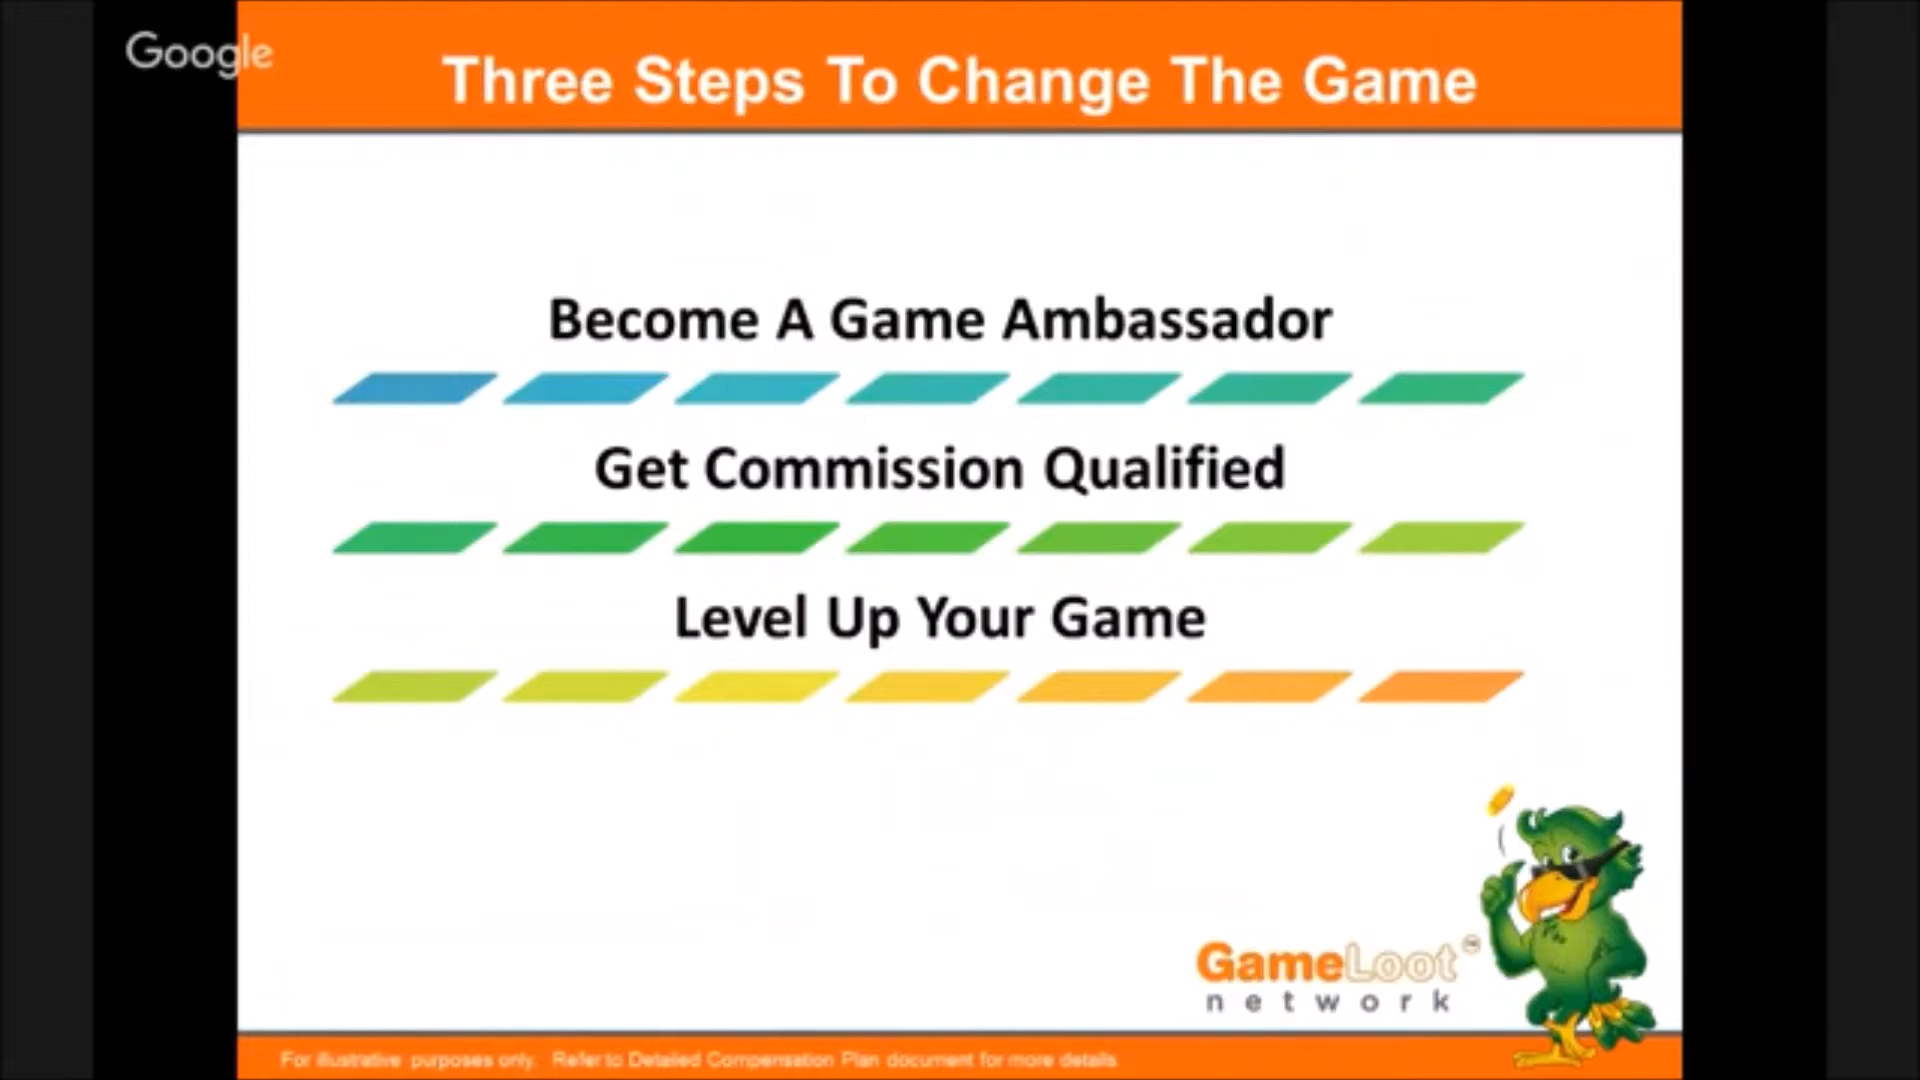 Google
Three Steps To Change The Game
Become A Game Ambassador
Get Commission Qualified
Level Up Your Game
GameLoot™
network
For illustrative purposes only. Refer to Detailed Compensation Plan document for more details